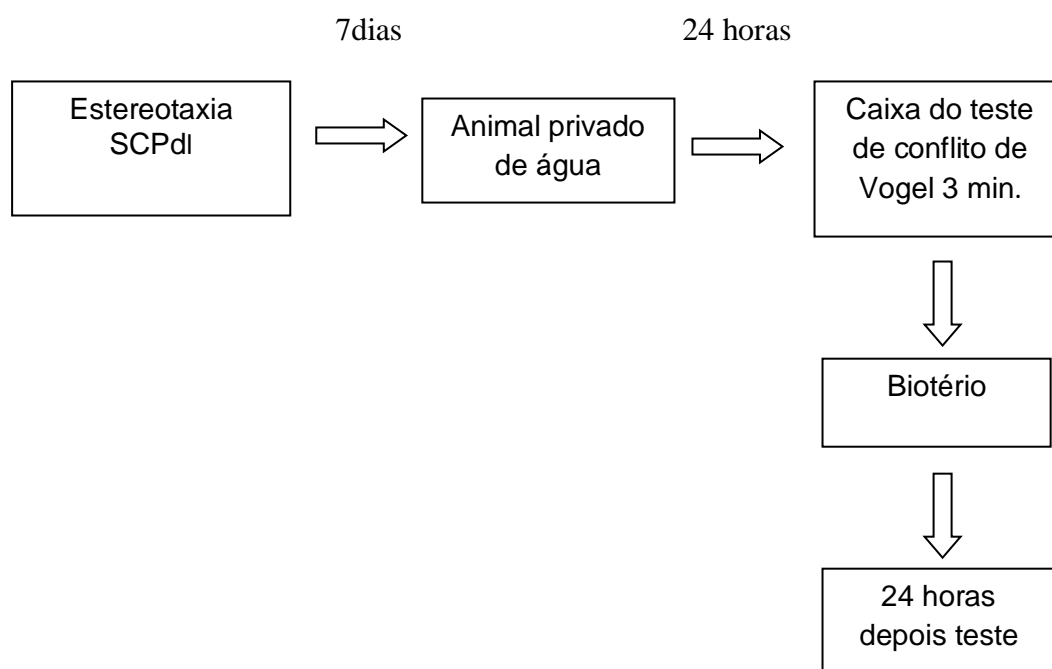 7dias
24 horas
Estereotaxia
SCPdl
Animal privado
de água
Caixa do teste
de conflito de
Vogel 3 min.
Biotério
24 horas
depois teste